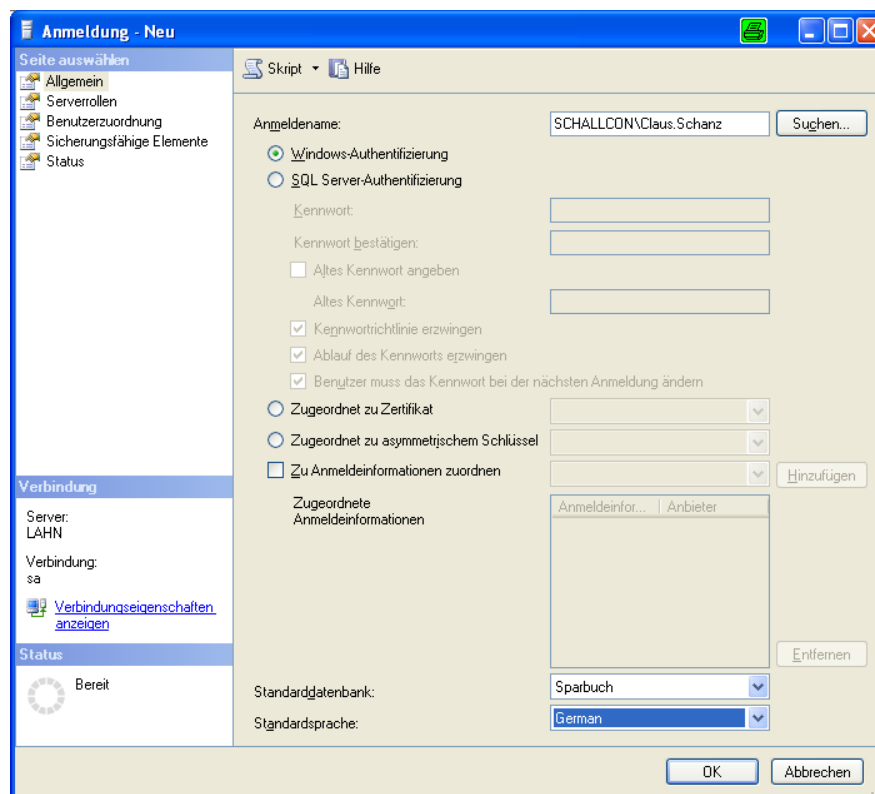 Anmeldung - Neu
Seite auswählen
Allgemein
Serverrollen
Benutzerzuordnung
Sicherungsfähige Elemente
Status
Skript Hilfe
Anmeldename: SCHALLCON\Claus.Schanz Suchen...
Windows-Authentifizierung
SQL Server-Authentifizierung
Kennwort:
Kennwort bestätigen:
Altes Kennwort angeben
Altes Kennwort:
Kennwortrichtlinie erzwingen
Ablauf des Kennworts erzwingen
Benutzer muss das Kennwort bei der nächsten Anmeldung ändern
Zugeordnet zu Zertifikat
Zugeordnet zu asymmetrischem Schlüssel
Zu Anmeldeinformationen zuordnen Hinzufügen
Zugeordnete
Anmeldeinformationen
Anmeldeinfor... Anbieter
Entfernen
Verbindung
Server:
LAHN
Verbindung:
sa
Verbindungseigenschaften
anzeigen
Status
Bereit
Standarddatenbank: Sparbuch
Standardsprache: German
OK Abbrechen